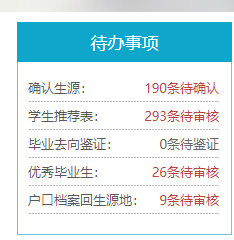 待办事项
确认生源： 190条待确认
学生推荐表： 293条待审核
毕业去向鉴证： 0条待鉴证
优秀毕业生： 26条待审核
户口档案回生源地： 9条待审核